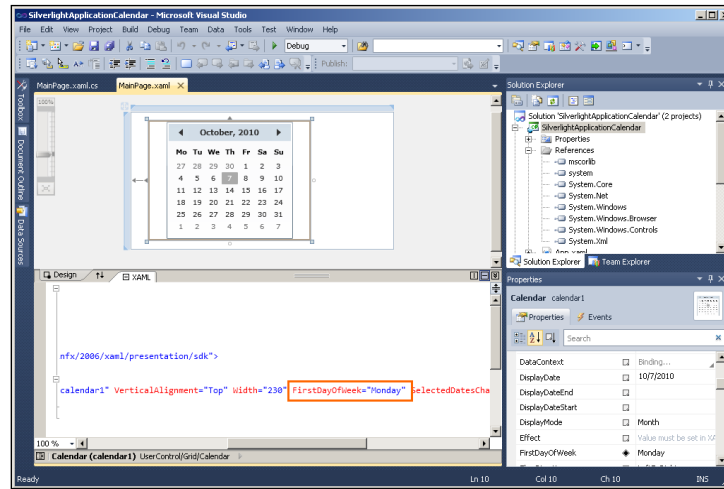 SilverlightApplicationCalendar - Microsoft Visual Studio
File Edit View Project Build Debug Team Data Tools Test Window Help
Debug
Publish:
MainPage.xaml.cs MainPage.xaml
Toolbox
Document Outline
Data Sources
100%
October, 2010
Mo Tu We Th Fr Sa Su
27 28 29 30 1 2 3
4 5 6 7 8 9 10
11 12 13 14 15 16 17
18 19 20 21 22 23 24
25 26 27 28 29 30 31
1 2 3 4 5 6 7
Design XAML
nfx/2006/xaml/presentation/sdk">
calendar1" VerticalAlignment="Top" Width="230" FirstDayOfWeek="Monday" SelectedDatesCha
100 %
Calendar (calendar1) UserControl/Grid/Calendar
Solution Explorer
Solution 'SilverlightApplicationCalendar' (2 projects)
SilverlightApplicationCalendar
Properties
References
mscorlib
system
System.Core
System.Net
System.Windows
System.Windows.Browser
System.Windows.Controls
System.Xml
App.xaml
Solution Explorer Team Explorer
Properties
Calendar calendar1
Properties Events
Search
DataContext Binding...
DisplayDate 10/7/2010
DisplayDateEnd
DisplayDateStart
DisplayMode Month
Effect Value must be set in XA
FirstDayOfWeek Monday
Ready Ln 10 Col 10 Ch 10 INS